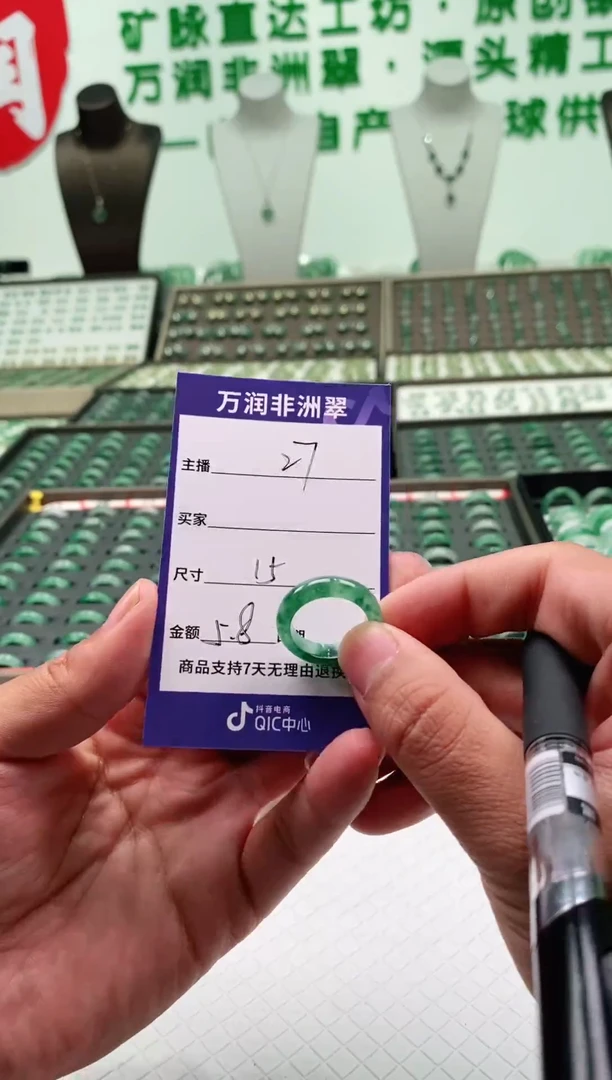 矿脉直达工坊·原创
万润非洲翠·源头精工
自产 球供
万润非洲翠
主播 27
买家
尺寸 15
金额 5.8
商品支持7天无理由退换
抖音电商
QIC中心